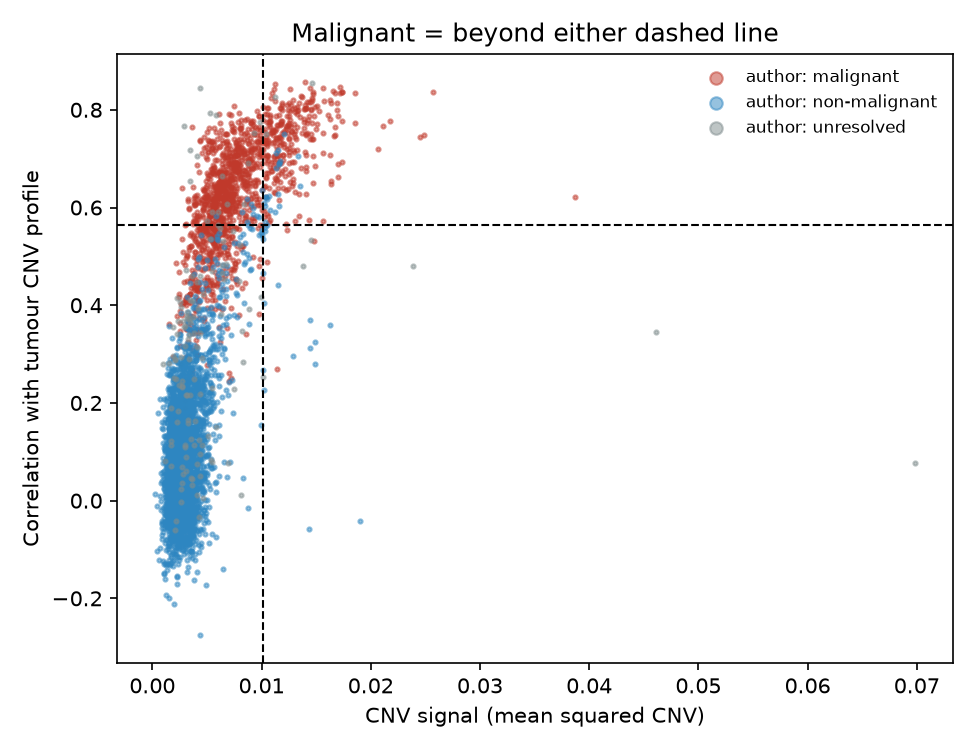 Malignant = beyond either dashed line
author: malignant
author: non-malignant
author: unresolved
Correlation with tumour CNV profile
0.8
0.6
0.4
0.2
0.0
−0.2
0.00 0.01 0.02 0.03 0.04 0.05 0.06 0.07
CNV signal (mean squared CNV)